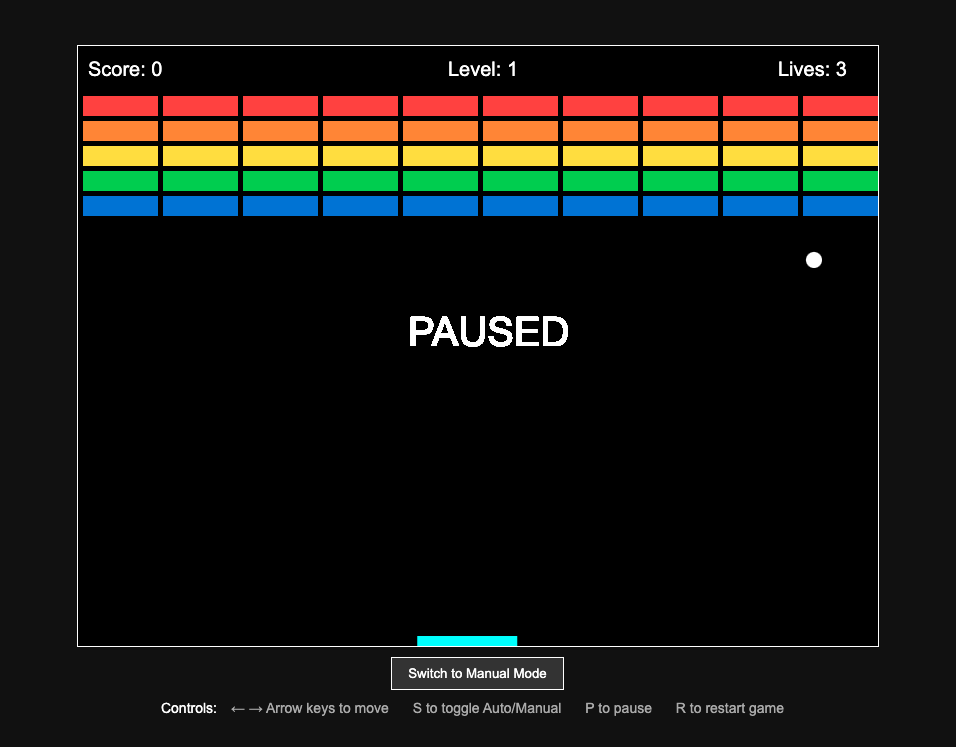 Score: 0 Level: 1 Lives: 3
PAUSED
Switch to Manual Mode
Controls: ←→ Arrow keys to move S to toggle Auto/Manual P to pause R to restart game